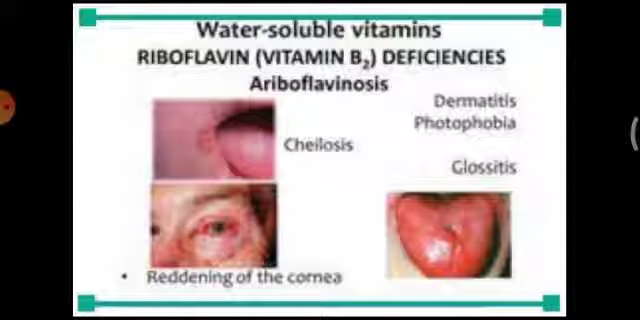 Water-soluble vitamins
RIBOFLAVIN (VITAMIN B₂) DEFICIENCIES
Ariboflavinosis
Dermatitis
Photophobia
Cheilosis
Glossitis
• Reddening of the cornea